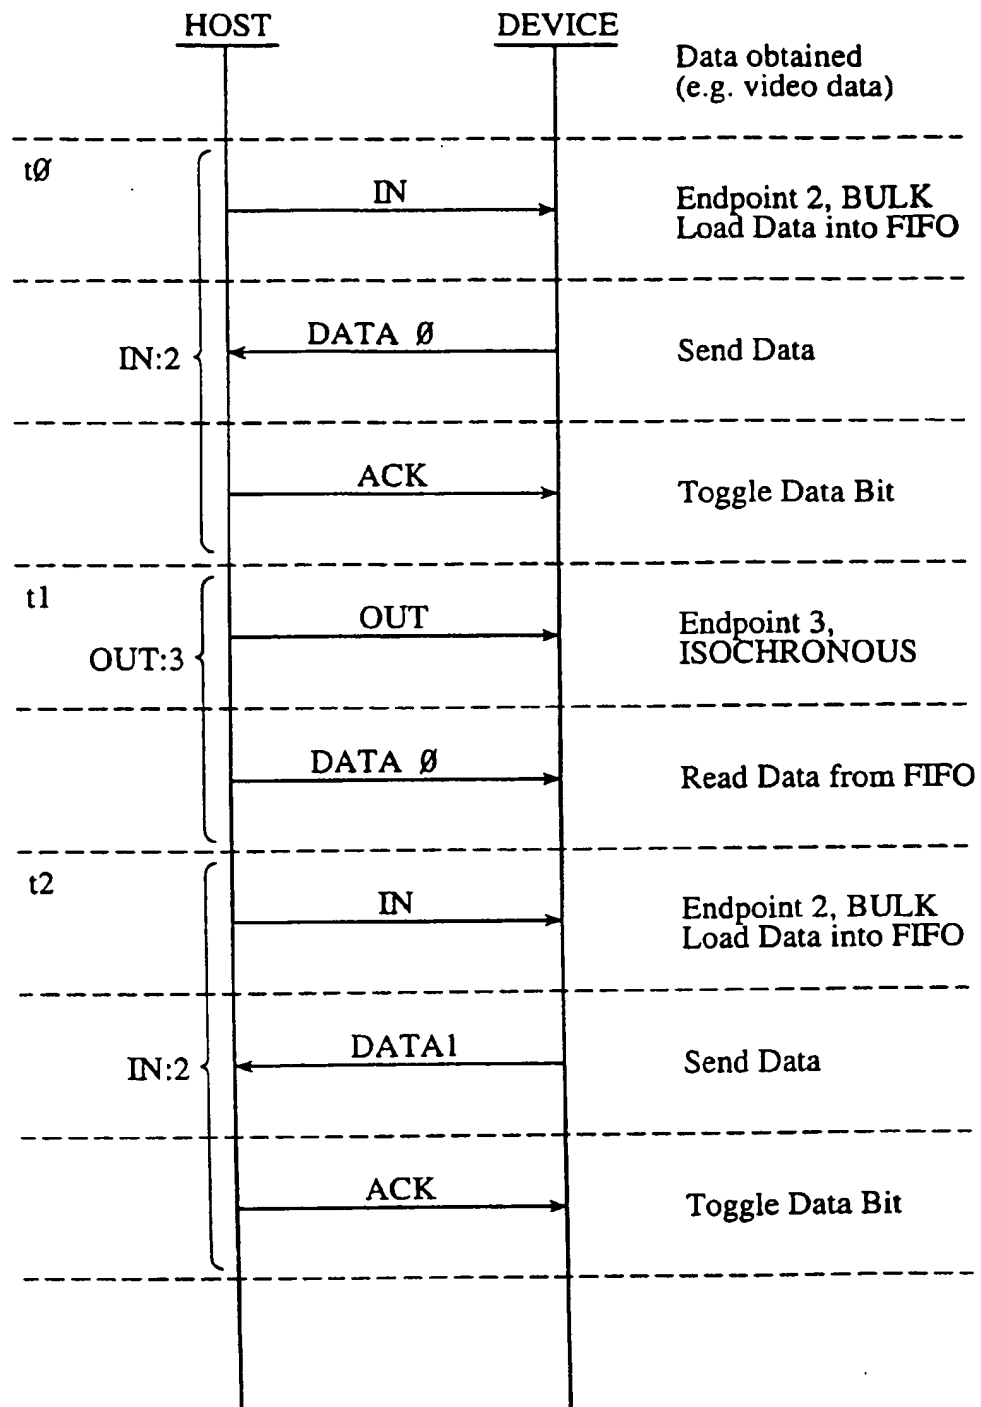 HOST DEVICE
Data obtained
(e.g. video data)
tØ
IN
Endpoint 2, BULK
Load Data into FIFO
IN:2
DATA Ø
Send Data
ACK
Toggle Data Bit
t1
OUT
OUT:3
Endpoint 3,
ISOCHRONOUS
DATA Ø
Read Data from FIFO
t2
IN
Endpoint 2, BULK
Load Data into FIFO
IN:2
DATA1
Send Data
ACK
Toggle Data Bit